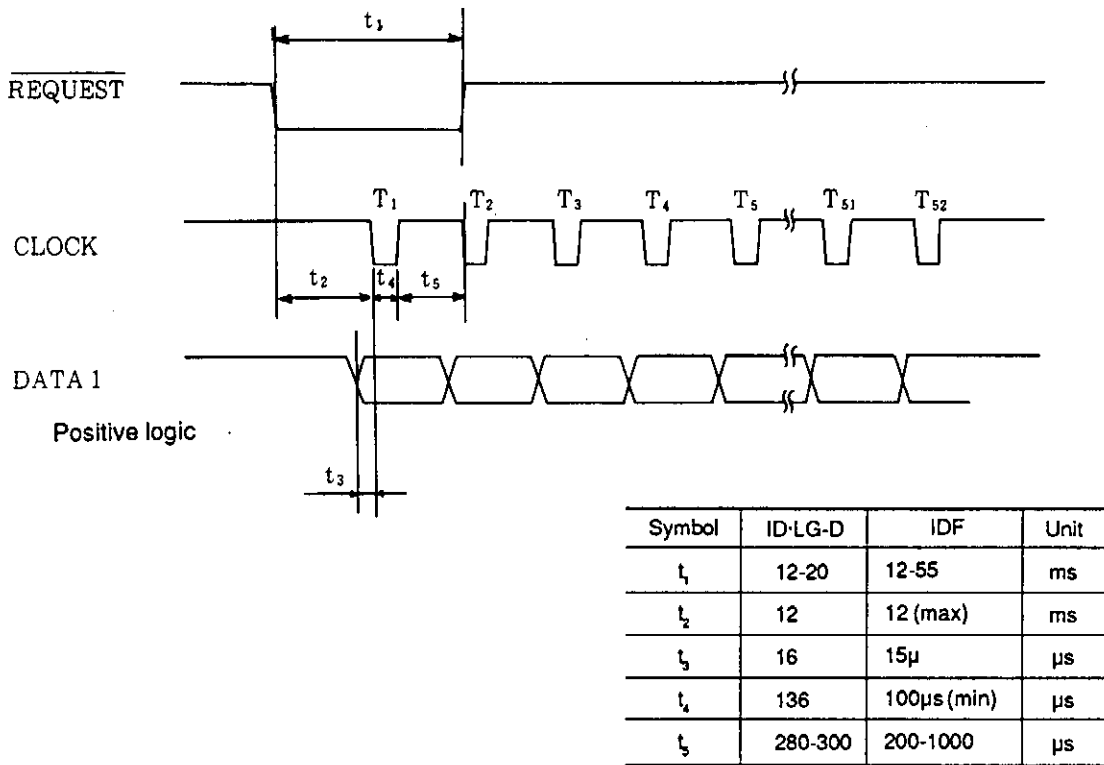 t₁
REQUEST
T₁ T₂ T₃ T₄ T₅ T₅₁ T₅₂
CLOCK
t₂ t₄ t₅
DATA 1
Positive logic
t₃
Symbol ID·LG-D IDF Unit
t₁ 12-20 12-55 ms
t₂ 12 12 (max) ms
t₃ 16 15µ µs
t₄ 136 100µs (min) µs
t₅ 280-300 200-1000 µs